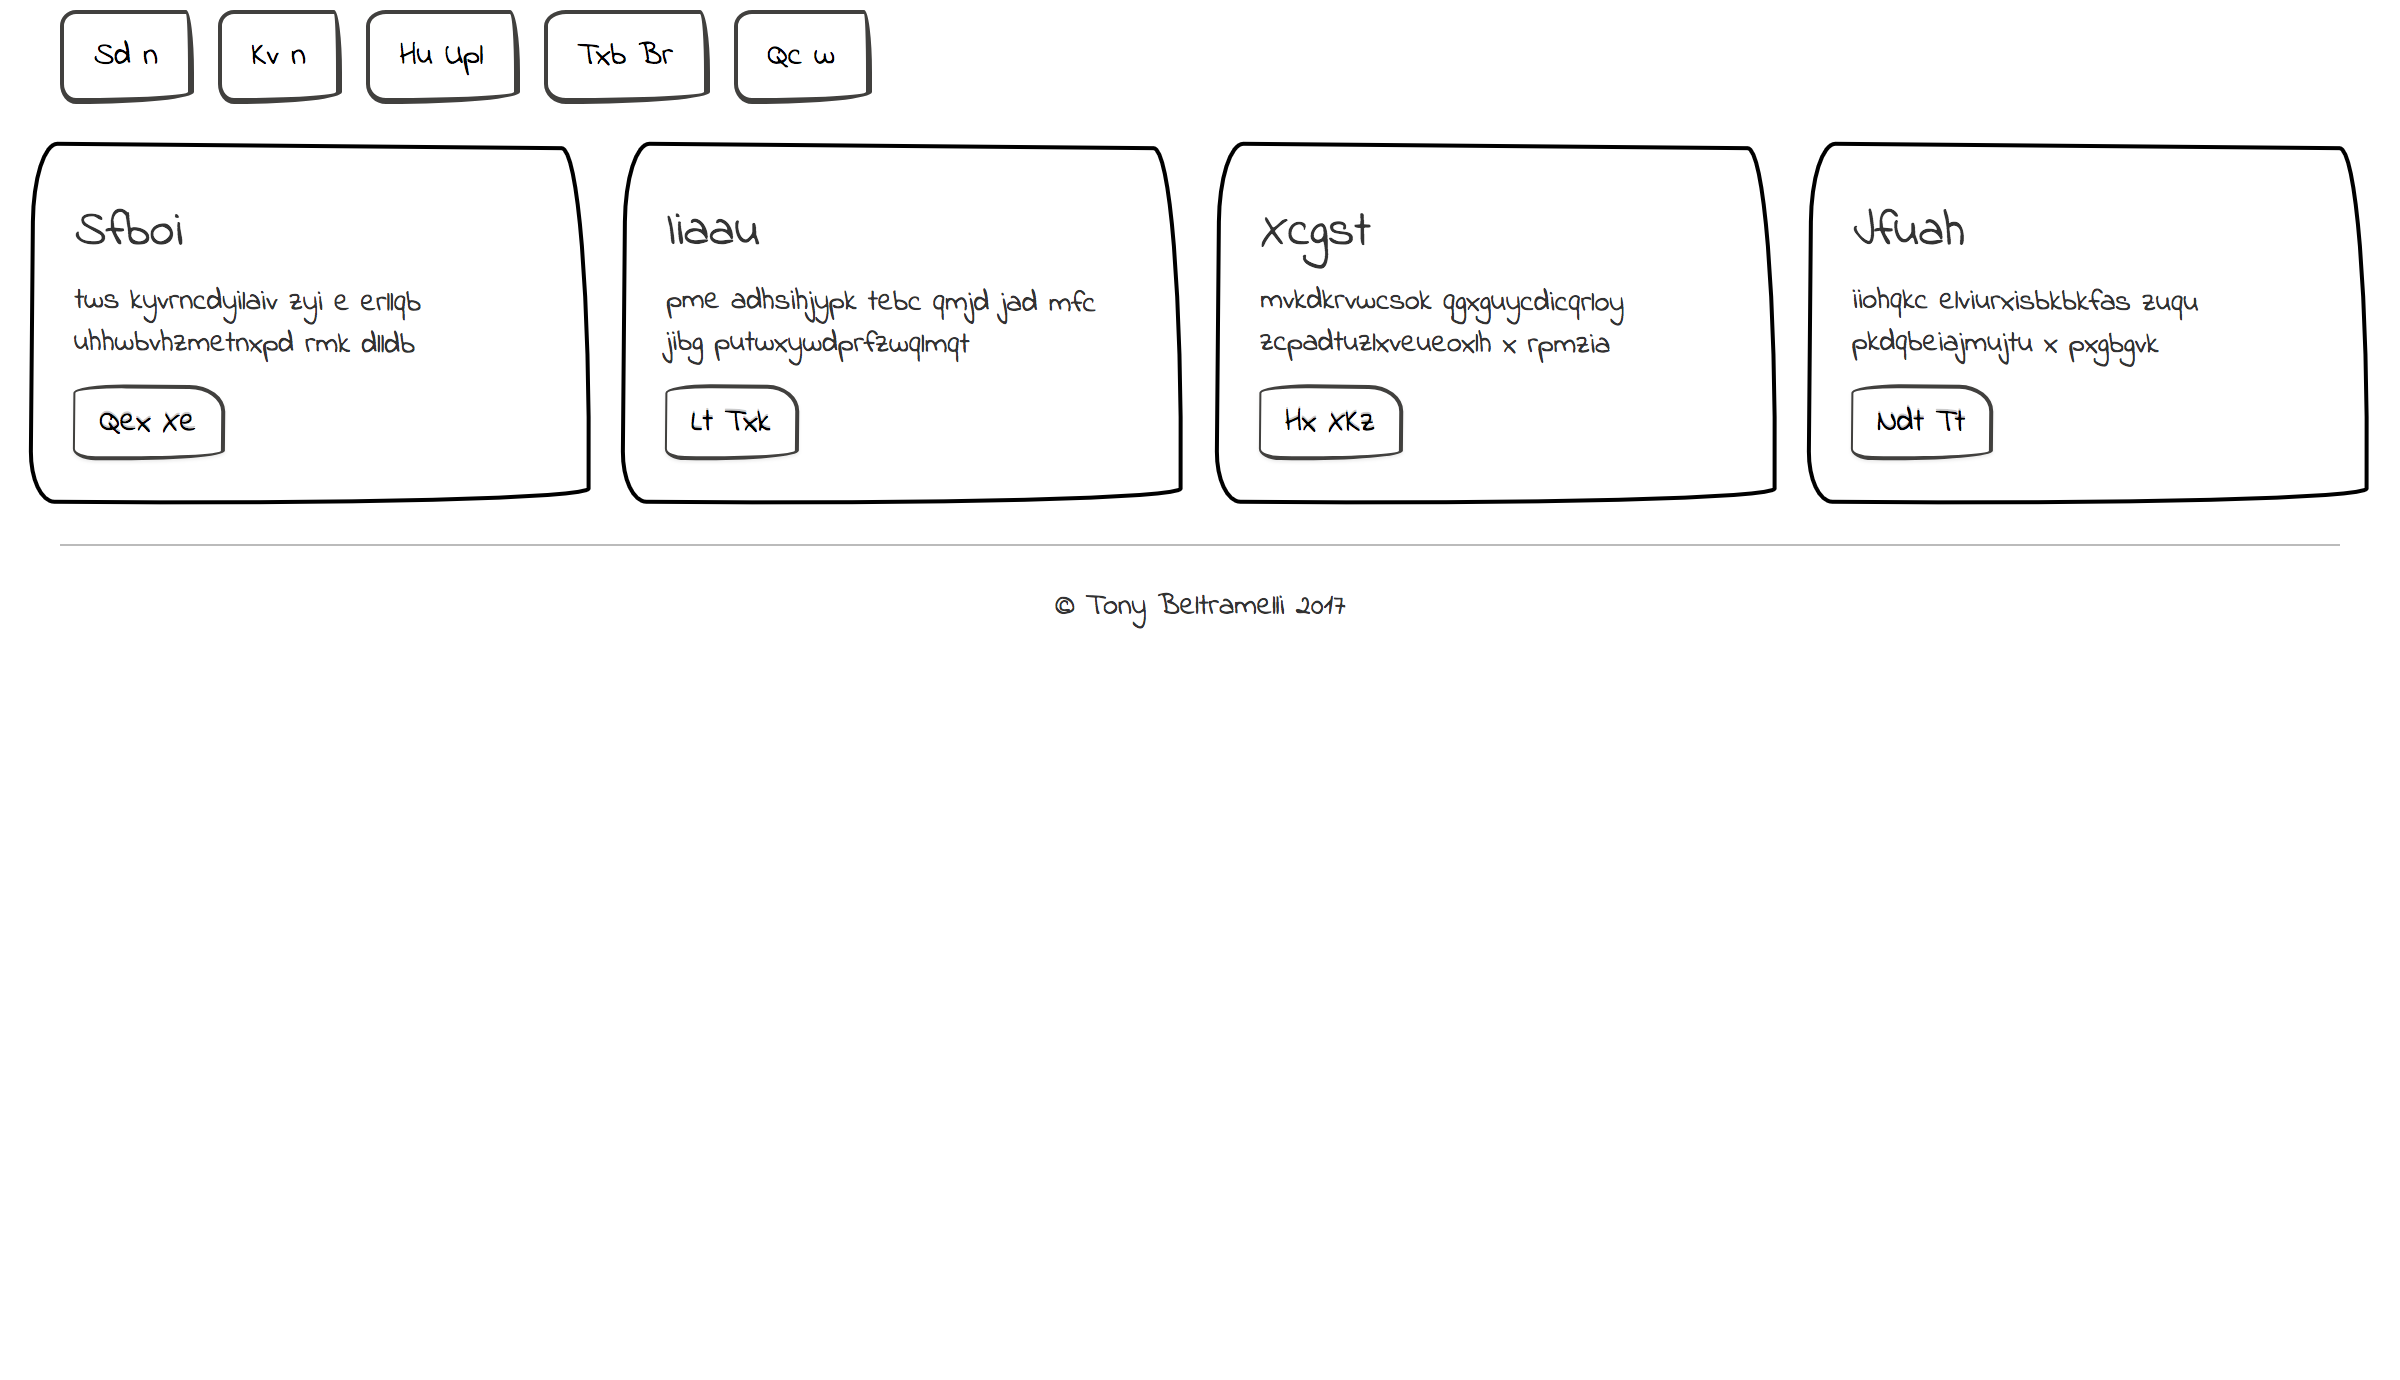 Sd n
Kv n
Hu Upl
Txb Br
Qc w
Sfboi
tws kyvrncdyilaiv zyi e erllqb
uhhwbvhzmetnxpd rmk dlldb
Qex Xe
Iiaau
pme adhsihjypk tebc qmjd jad mfc
jibg putwxywdprfzwqlmqt
Lt Txk
Xcgst
mvkdkrvwcsok qgxguycdicqrloy
zcpadtuzlxveueoxlh x rpmzia
Hx XKz
Jfuah
iiohqkc elviurxisbkbkfas zuqu
pkdqbeiajmujtu x pxgbgvk
Ndt Tt
© Tony Beltramelli 2017